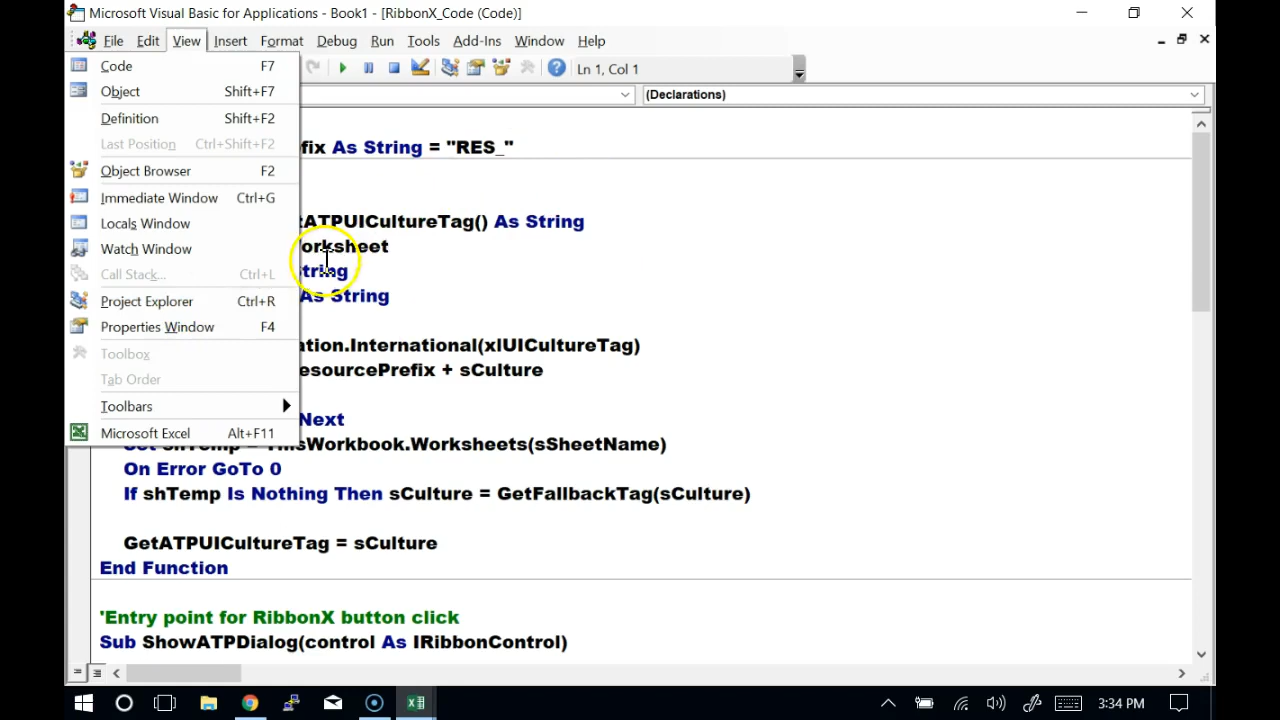 Microsoft Visual Basic for Applications - Book1 - [RibbonX_Code (Code)]
File Edit View Insert Format Debug Run Tools Add-Ins Window Help
Code F7
Ln 1, Col 1
Object Shift+F7
(Declarations)
Definition Shift+F2
Last Position Ctrl+Shift+F2
fix As String = "RES_"
Object Browser F2
Immediate Window Ctrl+G
Locals Window
tATPUICultureTag() As String
Watch Window
orksheet
Call Stack... Ctrl+L
String
Project Explorer Ctrl+R
As String
Properties Window F4
ation.International(xlUICultureTag)
Toolbox
esourcePrefix + sCulture
Tab Order
Toolbars
Next
Microsoft Excel Alt+F11
ThisWorkbook.Worksheets(sSheetName)
On Error GoTo 0
If shTemp Is Nothing Then sCulture = GetFallbackTag(sCulture)
GetATPUICultureTag = sCulture
End Function
'Entry point for RibbonX button click
Sub ShowATPDialog(control As IRibbonControl)
3:34 PM